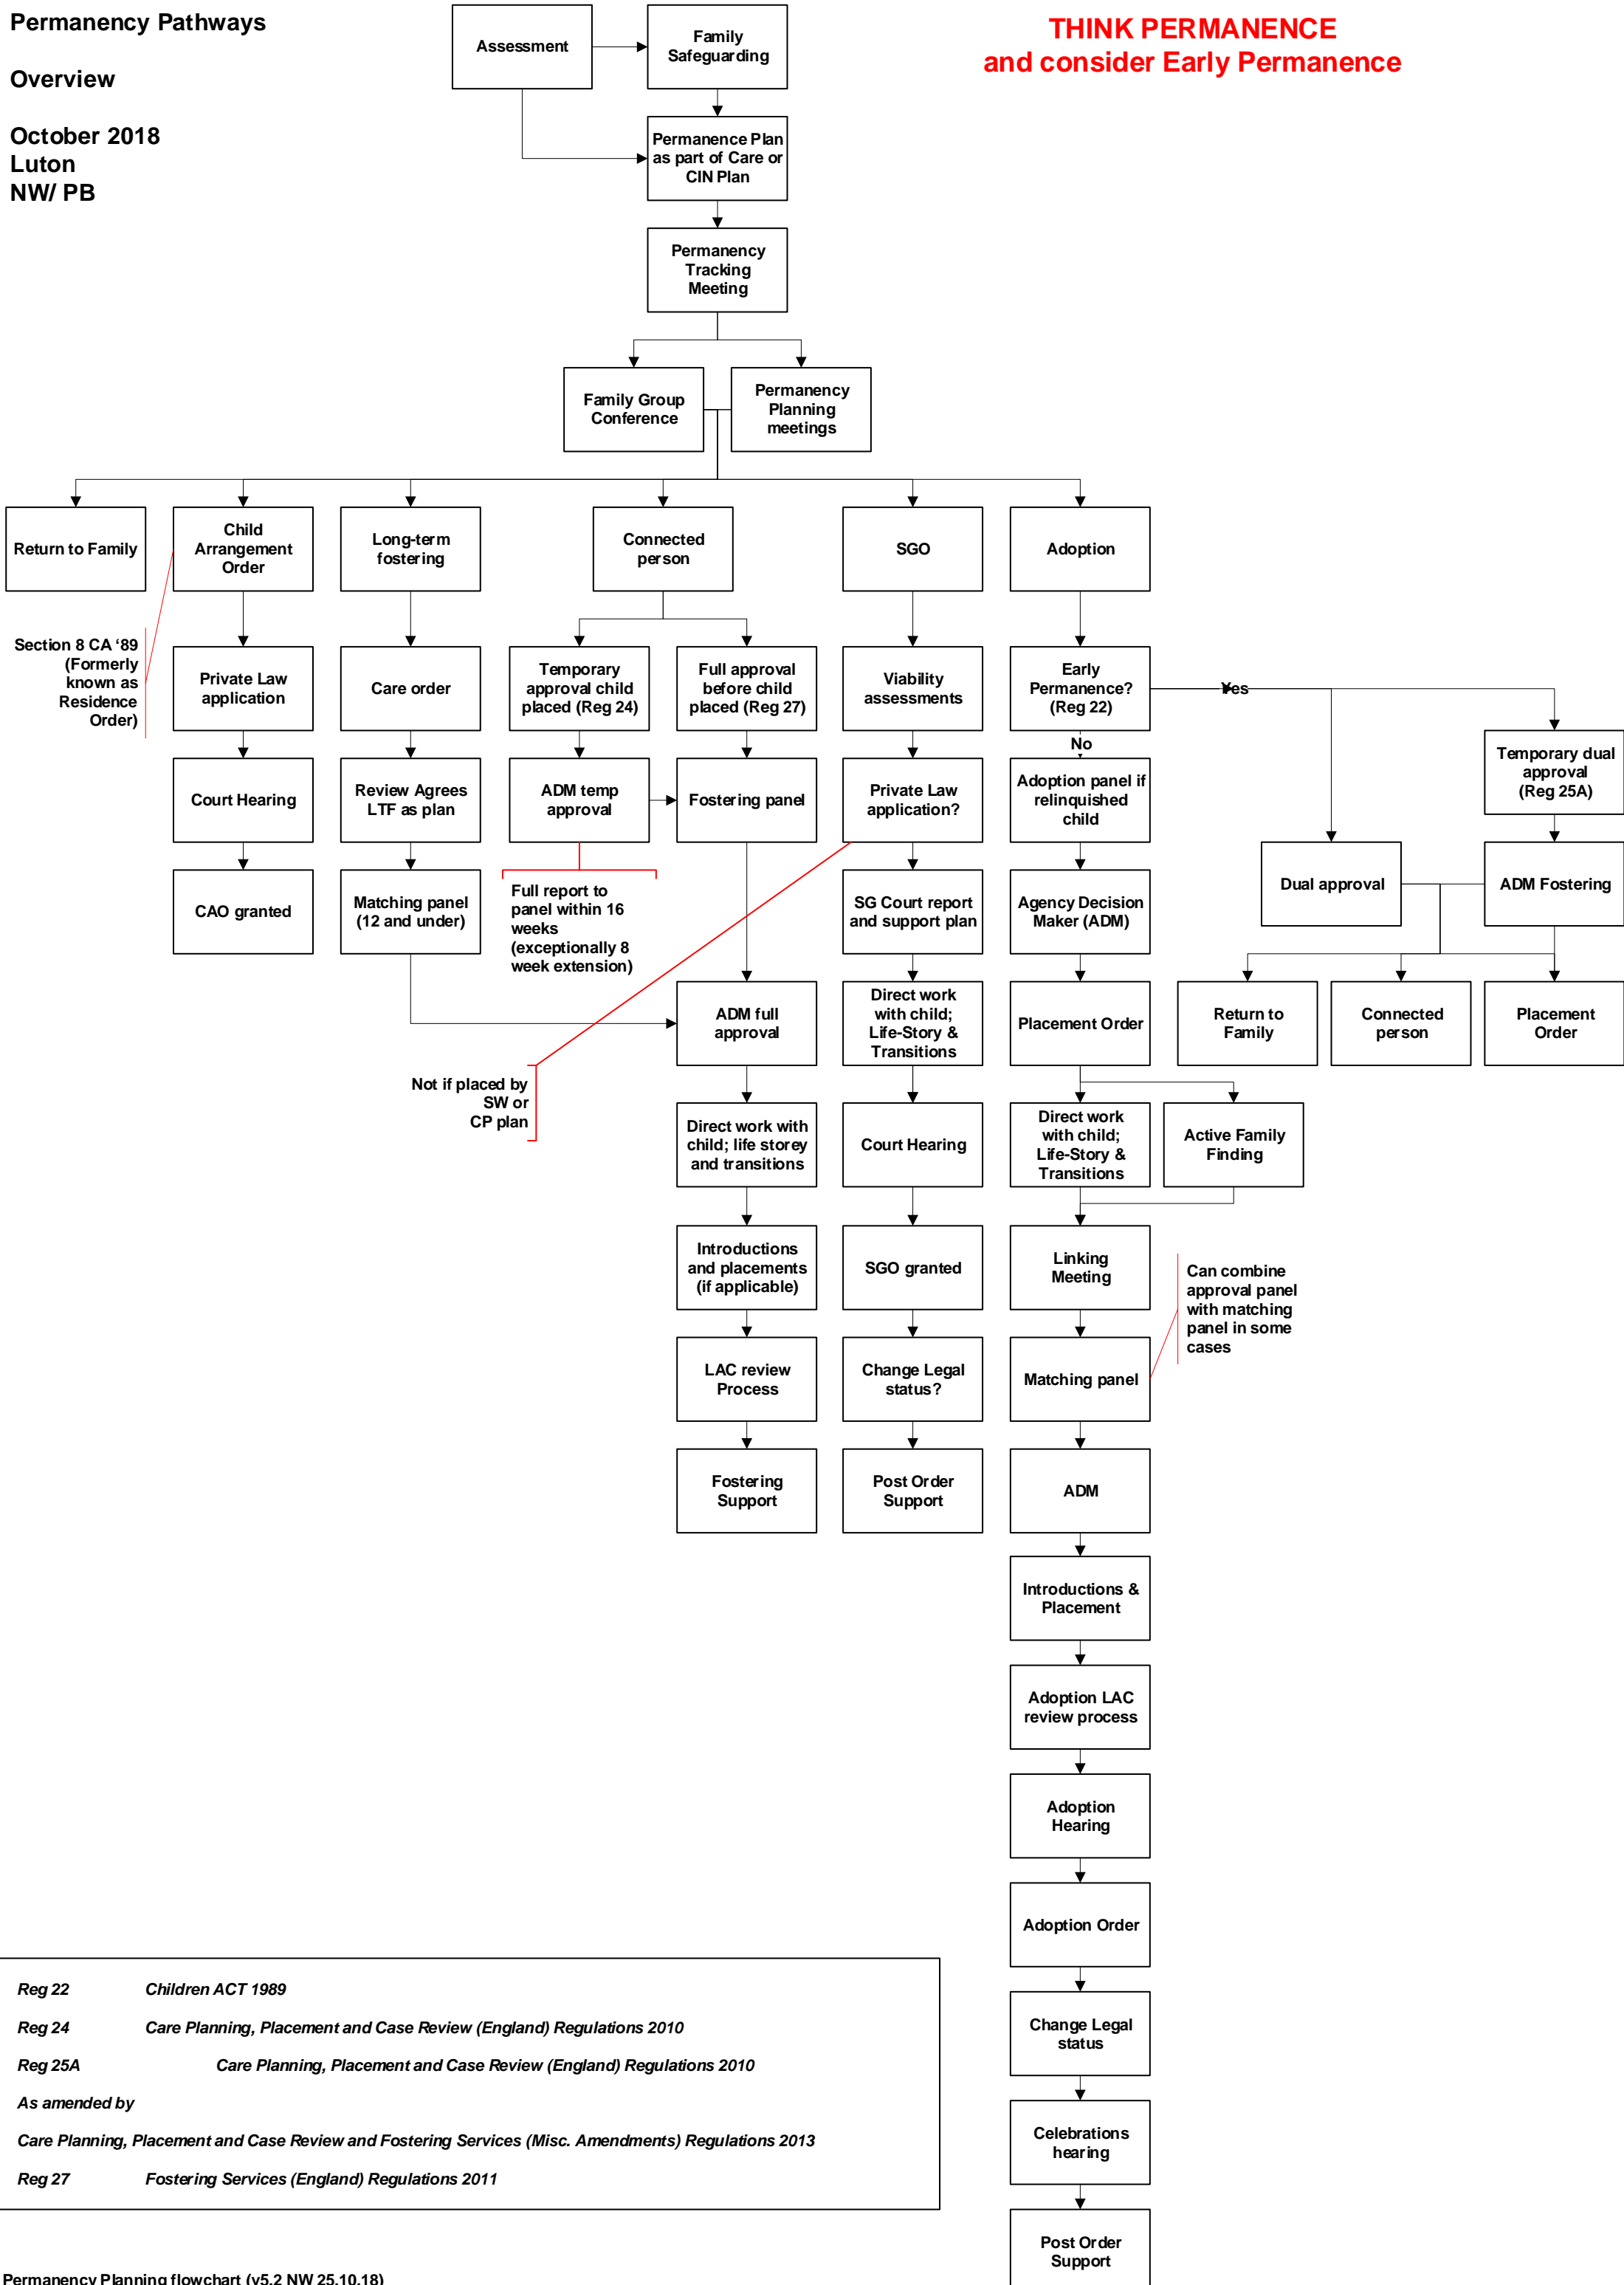 Permanency Pathways
Overview
October 2018
Luton
NW/ PB
THINK PERMANENCE
and consider Early Permanence
Assessment
Family
Safeguarding
Permanence Plan
as part of Care or
CIN Plan
Permanency
Tracking
Meeting
Family Group
Conference
Permanency
Planning
meetings
Return to Family
Child
Arrangement
Order
Long-term
fostering
Connected
person
SGO
Adoption
Section 8 CA ‘89
(Formerly
known as
Residence
Order)
Private Law
application
Care order
Temporary
approval child
placed (Reg 24)
Full approval
before child
placed (Reg 27)
Viability
assessments
Early
Permanence?
(Reg 22)
Yes
No
Court Hearing
Review Agrees
LTF as plan
ADM temp
approval
Fostering panel
Private Law
application?
Adoption panel if
relinquished
child
Temporary dual
approval
(Reg 25A)
CAO granted
Matching panel
(12 and under)
Full report to
panel within 16
weeks
(exceptionally 8
week extension)
SG Court report
and support plan
Agency Decision
Maker (ADM)
Dual approval
ADM Fostering
ADM full
approval
Direct work
with child;
Life-Story &
Transitions
Placement Order
Return to
Family
Connected
person
Placement
Order
Not if placed by
SW or
CP plan
Direct work with
child; life storey
and transitions
Court Hearing
Direct work
with child;
Life-Story &
Transitions
Active Family
Finding
Introductions
and placements
(if applicable)
SGO granted
Linking
Meeting
Can combine
approval panel
with matching
panel in some
cases
LAC review
Process
Change Legal
status?
Matching panel
Fostering
Support
Post Order
Support
ADM
Introductions &
Placement
Adoption LAC
review process
Adoption
Hearing
Adoption Order
Change Legal
status
Celebrations
hearing
Post Order
Support
Reg 22 Children ACT 1989
Reg 24 Care Planning, Placement and Case Review (England) Regulations 2010
Reg 25A Care Planning, Placement and Case Review (England) Regulations 2010
As amended by
Care Planning, Placement and Case Review and Fostering Services (Misc. Amendments) Regulations 2013
Reg 27 Fostering Services (England) Regulations 2011
Permanency Planning flowchart (v5.2 NW 25.10.18)